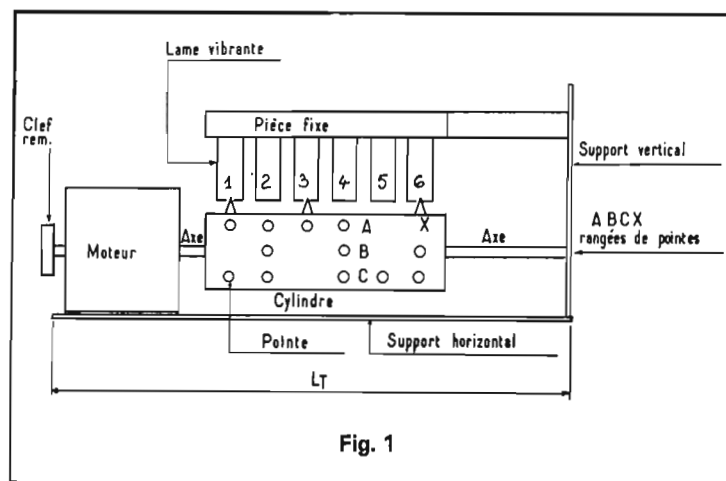 Lame vibrante
Clef
rem.
Pièce fixe
1 2 3 4 5 6
Support vertical
A X
A B C X
rangées de pointes
Moteur
Axe
B
Axe
C
Cylindre
Pointe
Support horizontal
LT
Fig. 1